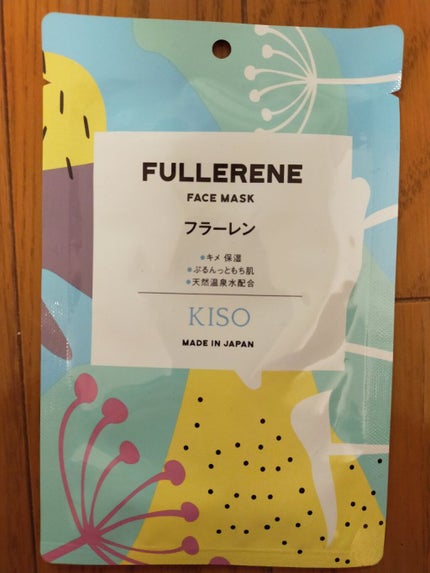 FULLERENE
FACE MASK
フラーレン
●キメ 保湿
●ぷるんっともち肌
●天然温泉水配合
KISO
MADE IN JAPAN